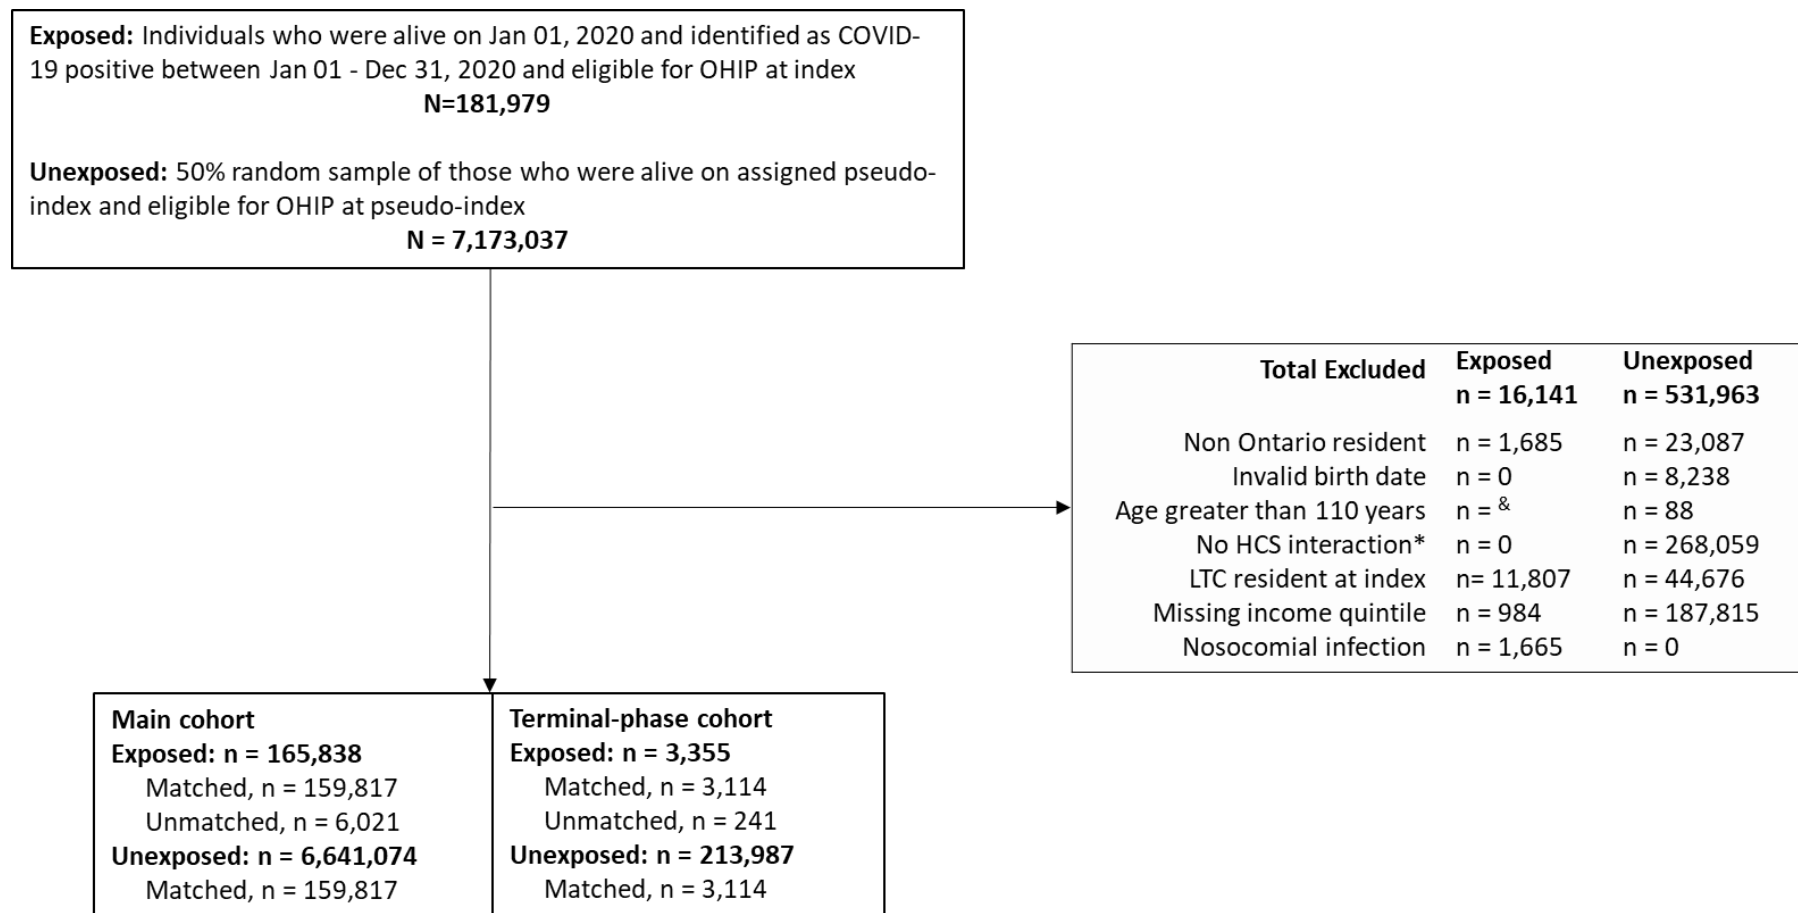 Exposed: Individuals who were alive on Jan 01, 2020 and identified as COVID-
19 positive between Jan 01 - Dec 31, 2020 and eligible for OHIP at index
N=181,979
Unexposed: 50% random sample of those who were alive on assigned pseudo-
index and eligible for OHIP at pseudo-index
N = 7,173,037
Total Excluded Exposed Unexposed
n = 16,141 n = 531,963
Non Ontario resident n = 1,685 n = 23,087
Invalid birth date n = 0 n = 8,238
Age greater than 110 years n = & n = 88
No HCS interaction* n = 0 n = 268,059
LTC resident at index n= 11,807 n = 44,676
Missing income quintile n = 984 n = 187,815
Nosocomial infection n = 1,665 n = 0
Main cohort
Exposed: n = 165,838
Matched, n = 159,817
Unmatched, n = 6,021
Unexposed: n = 6,641,074
Matched, n = 159,817
Terminal-phase cohort
Exposed: n = 3,355
Matched, n = 3,114
Unmatched, n = 241
Unexposed: n = 213,987
Matched, n = 3,114